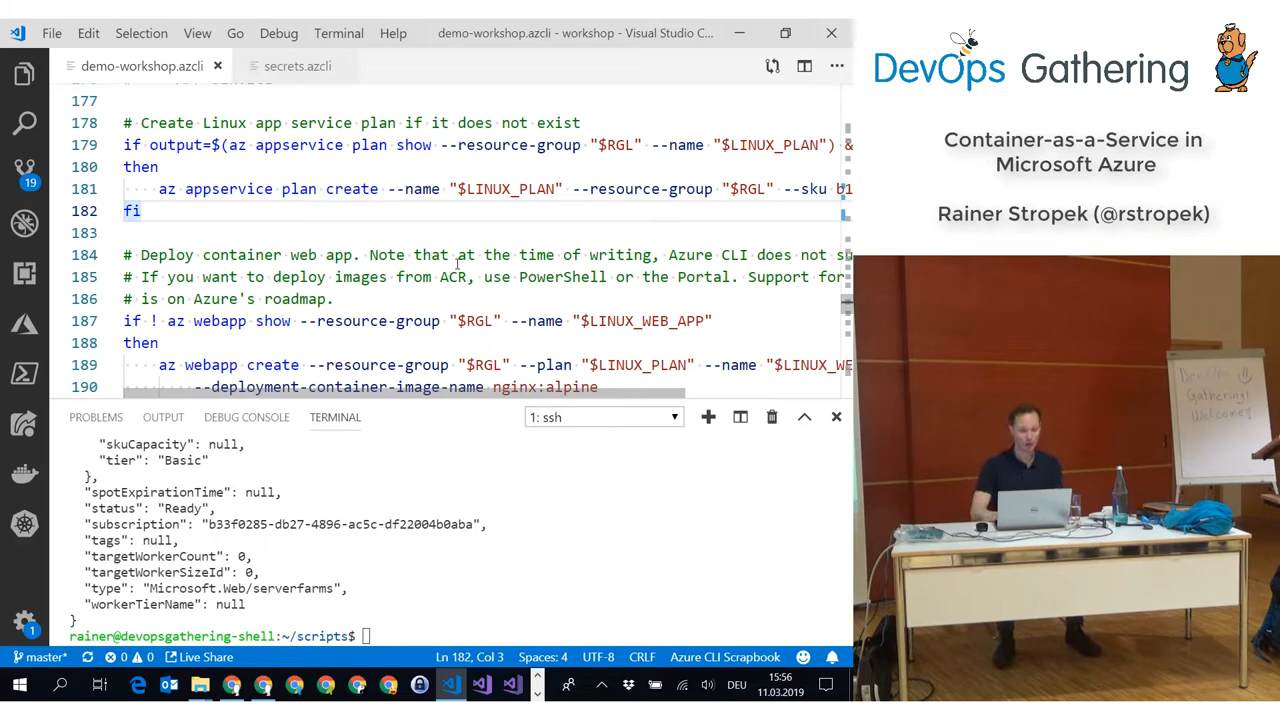 File Edit Selection View Go Debug Terminal Help demo-workshop.azcli - workshop - Visual Studio C...
demo-workshop.azcli secrets.azcli
177
178 # Create Linux app service plan if it does not exist
179 if output=$(az appservice plan show --resource-group "$RGL" --name "$LINUX_PLAN") &
180 then
181 az appservice plan create --name "$LINUX_PLAN" --resource-group "$RGL" --sku b1
182 fi
183
184 # Deploy container web app. Note that at the time of writing, Azure CLI does not su
185 # If you want to deploy images from ACR, use PowerShell or the Portal. Support for
186 # is on Azure's roadmap.
187 if ! az webapp show --resource-group "$RGL" --name "$LINUX_WEB_APP"
188 then
189 az webapp create --resource-group "$RGL" --plan "$LINUX_PLAN" --name "$LINUX_WE
190 --deployment-container-image-name nginx:alpine
PROBLEMS OUTPUT DEBUG CONSOLE TERMINAL 1: ssh
"skuCapacity": null,
"tier": "Basic"
},
"spotExpirationTime": null,
"status": "Ready",
"subscription": "b33f0285-db27-4896-ac5c-df22004b0aba",
"tags": null,
"targetWorkerCount": 0,
"targetWorkerSizeId": 0,
"type": "Microsoft.Web/serverfarms",
"workerTierName": null
}
rainer@devopsgathering-shell:~/scripts$
19
1
master* 0 0 Live Share Ln 182, Col 3 Spaces: 4 UTF-8 CRLF Azure CLI Scrapbook
DEU 15:56
11.03.2019
DevOps Gathering
Container-as-a-Service in
Microsoft Azure
Rainer Stropek (@rstropek)
DevOps
Gathering!
Welcome!